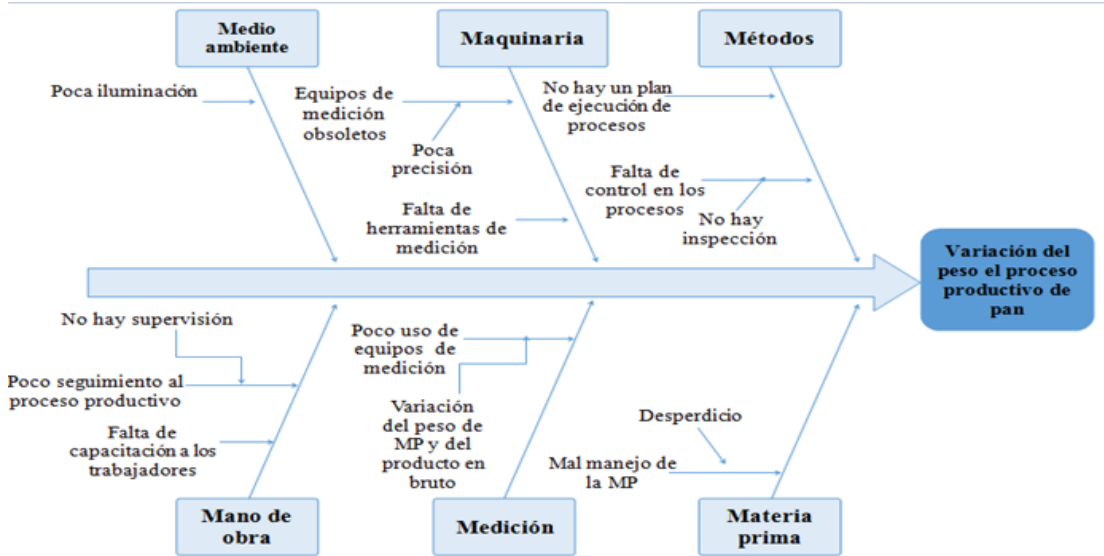 Medio
ambiente
Maquinaria
Métodos
Poca iluminación
Equipos de
medición
obsoletos
Poca
precisión
Falta de
herramientas de
medición
No hay un plan
de ejecución de
procesos
Falta de
control en los
procesos
No hay
inspección
Variación del
peso el proceso
productivo de
pan
No hay supervisión
Poco seguimiento al
proceso productivo
Falta de
capacitación a los
trabajadores
Poco uso de
equipos de
medición
Variación
del peso de
MP y del
producto en
bruto
Desperdicio
Mal manejo de
la MP
Mano de
obra
Medición
Materia
prima